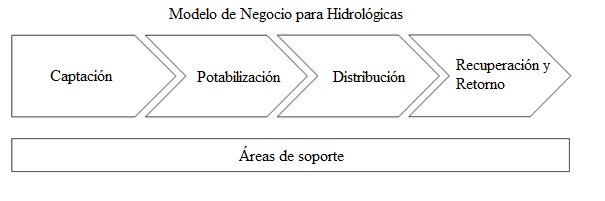 Modelo de Negocio para Hidrológicas
Captación
Potabilización
Distribución
Recuperación y
Retorno
Áreas de soporte